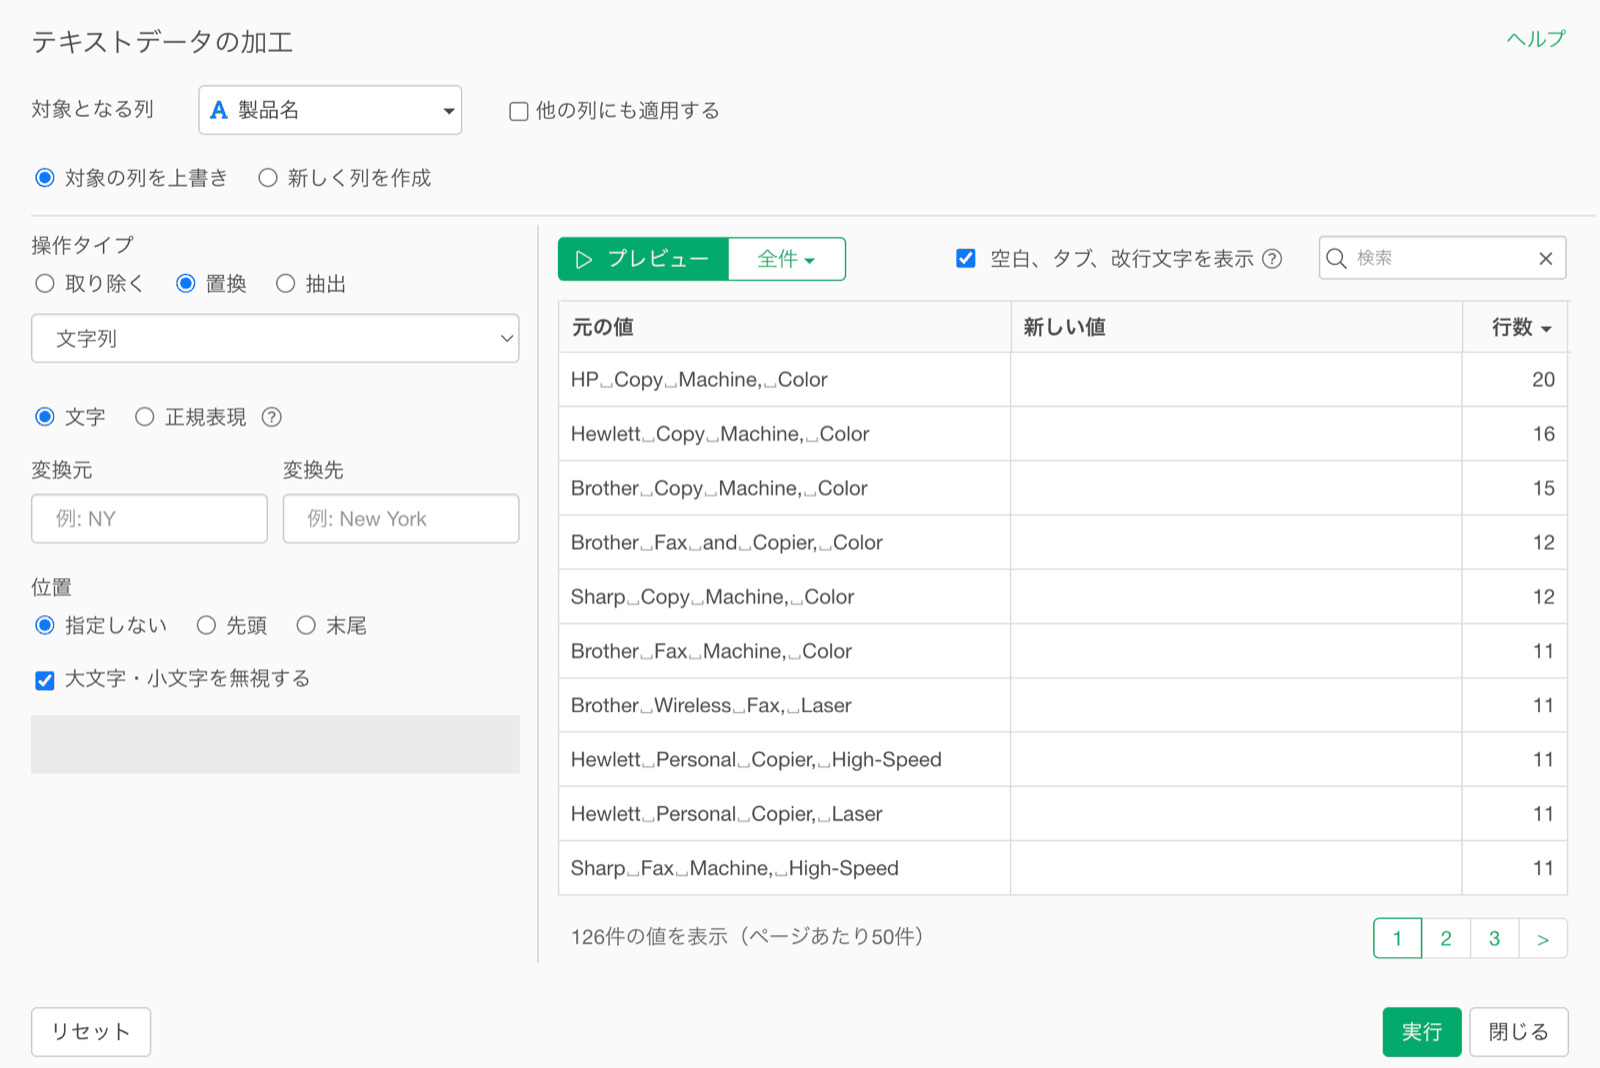 テキストデータの加工
ヘルプ
対象となる列
A 製品名
他の列にも適用する
対象の列を上書き 新しく列を作成
操作タイプ
取り除く 置換 抽出
文字列
文字 正規表現 ?
変換元 変換先
例: NY 例: New York
位置
指定しない 先頭 末尾
大文字・小文字を無視する
プレビュー 全件
空白、タブ、改行文字を表示 ?
検索
元の値 新しい値 行数
HP⎵Copy⎵Machine,⎵Color 20
Hewlett⎵Copy⎵Machine,⎵Color 16
Brother⎵Copy⎵Machine,⎵Color 15
Brother⎵Fax⎵and⎵Copier,⎵Color 12
Sharp⎵Copy⎵Machine,⎵Color 12
Brother⎵Fax⎵Machine,⎵Color 11
Brother⎵Wireless⎵Fax,⎵Laser 11
Hewlett⎵Personal⎵Copier,⎵High-Speed 11
Hewlett⎵Personal⎵Copier,⎵Laser 11
Sharp⎵Fax⎵Machine,⎵High-Speed 11
126件の値を表示（ページあたり50件）
1 2 3 >
リセット
実行 閉じる